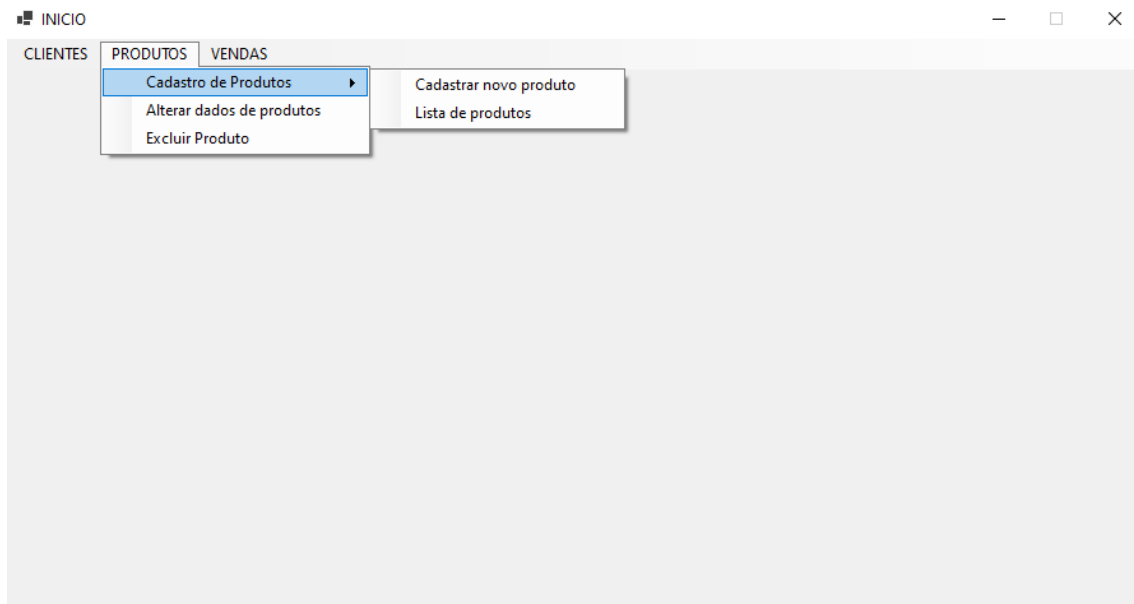 INICIO
CLIENTES PRODUTOS VENDAS
Cadastro de Produtos
Alterar dados de produtos
Excluir Produto
Cadastrar novo produto
Lista de produtos